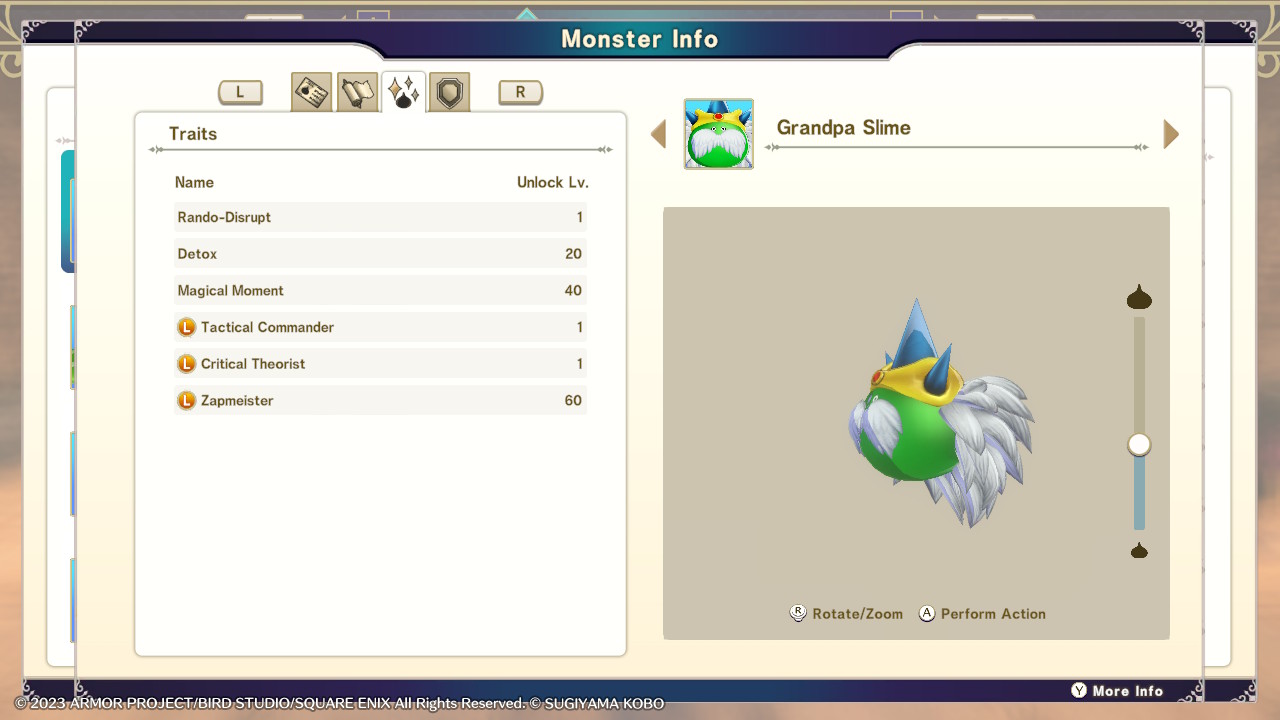 Monster Info
L
R
Traits
Name Unlock Lv.
Rando-Disrupt 1
Detox 20
Magical Moment 40
L Tactical Commander 1
L Critical Theorist 1
L Zapmeister 60
Grandpa Slime
R Rotate/Zoom A Perform Action
Y More Info
© 2023 ARMOR PROJECT/BIRD STUDIO/SQUARE ENIX All Rights Reserved. © SUGIYAMA KOBO